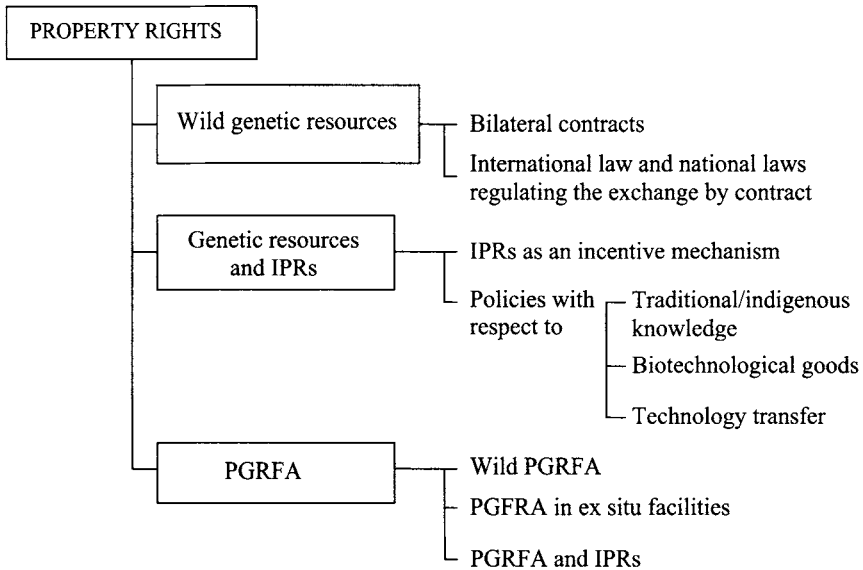 PROPERTY RIGHTS
Wild genetic resources
Bilateral contracts
International law and national laws
regulating the exchange by contract
Genetic resources
and IPRs
IPRs as an incentive mechanism
Policies with
respect to
Traditional/indigenous
knowledge
Biotechnological goods
Technology transfer
PGRFA
Wild PGRFA
PGFRA in ex situ facilities
PGRFA and IPRs